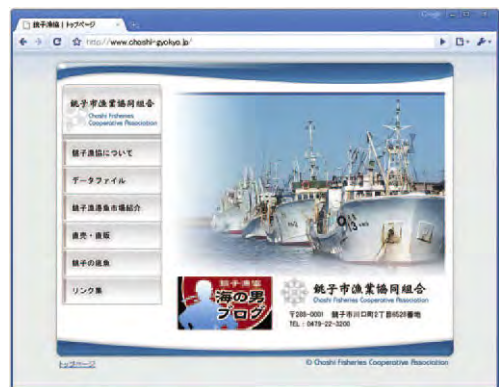 銚子漁協 | トップページ
http://www.choshi-gyokyo.jp/
銚子市漁業協同組合
Choshi Fisheries
Cooperative Association
銚子漁協について
データファイル
銚子漁港魚市場紹介
直売・直販
銚子の底魚
リンク集
銚子漁協
海の男
ブログ
銚子市漁業協同組合
Choshi Fisheries Cooperative Association
〒288-0001 銚子市川口町2丁目6528番地
TEL：0479-22-3200
トップページ
© Choshi Fisheries Cooperative Association